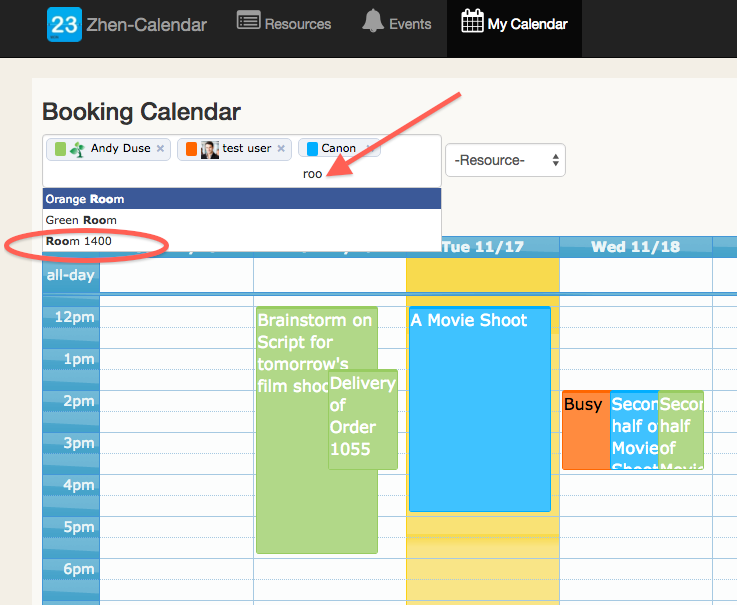 23 Zhen-Calendar Resources Events My Calendar
Booking Calendar
Andy Duse × test user × Canon ×
roo
-Resource-
Orange Room
Green Room
Room 1400
Tue 11/17 Wed 11/18
all-day
12pm
1pm
2pm
3pm
4pm
5pm
6pm
Brainstorm on
Script for
tomorrow's
film shoo
Delivery
of
Order
1055
A Movie Shoot
Busy
Secon
half o
Movie
Shoot
Secon
half
of
Movie